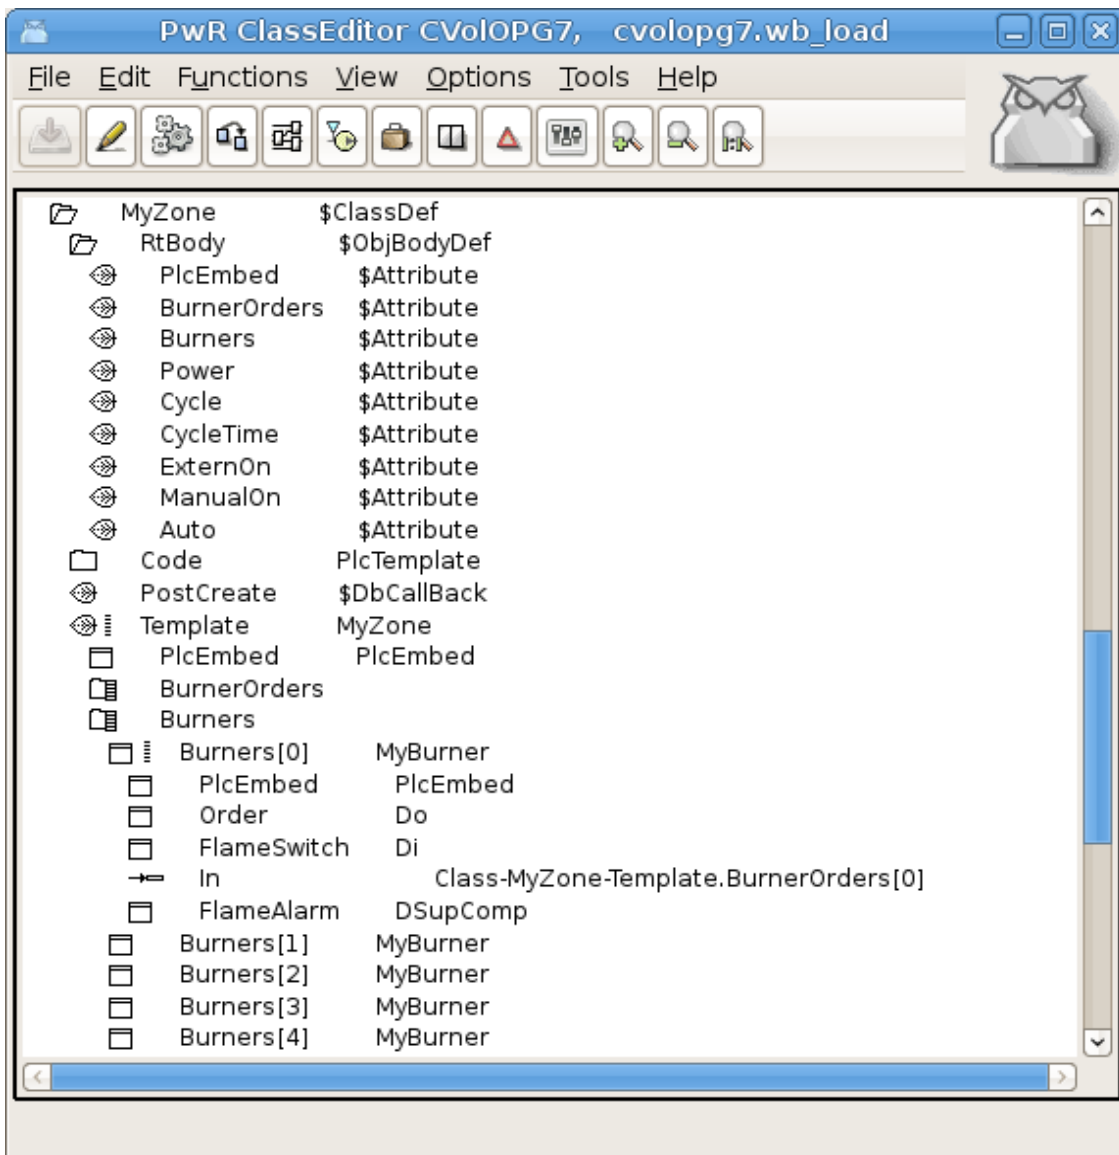 PwR ClassEditor CVolOPG7, cvolopg7.wb_load
File Edit Functions View Options Tools Help
MyZone $ClassDef
RtBody $ObjBodyDef
PlcEmbed $Attribute
BurnerOrders $Attribute
Burners $Attribute
Power $Attribute
Cycle $Attribute
CycleTime $Attribute
ExternOn $Attribute
ManualOn $Attribute
Auto $Attribute
Code PlcTemplate
PostCreate $DbCallBack
Template MyZone
PlcEmbed PlcEmbed
BurnerOrders
Burners
Burners[0] MyBurner
PlcEmbed PlcEmbed
Order Do
FlameSwitch Di
In Class-MyZone-Template.BurnerOrders[0]
FlameAlarm DSupComp
Burners[1] MyBurner
Burners[2] MyBurner
Burners[3] MyBurner
Burners[4] MyBurner